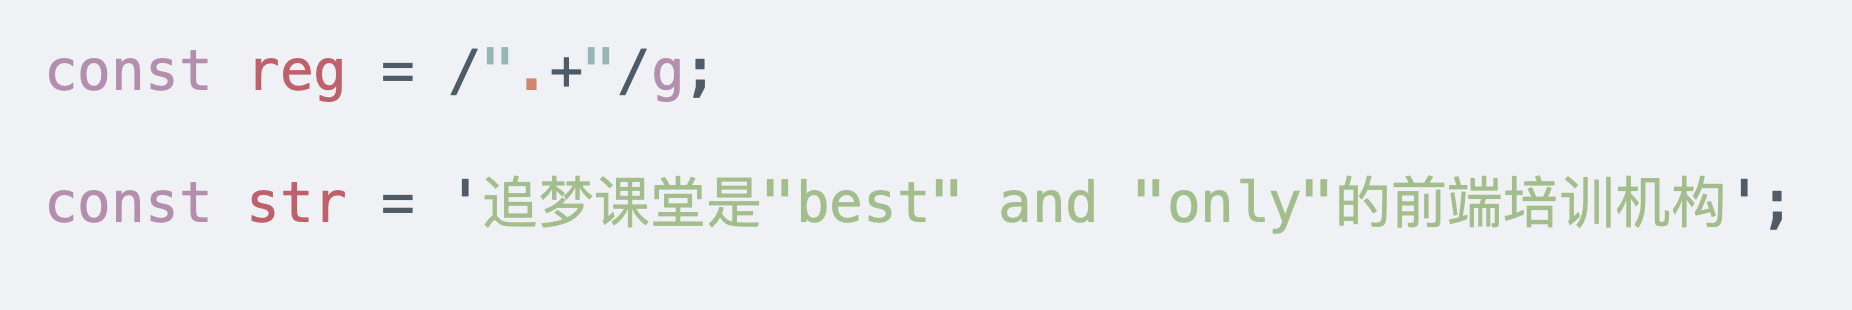 const reg = /".+"/g;
const str = '追梦课堂是"best" and "only"的前端培训机构';